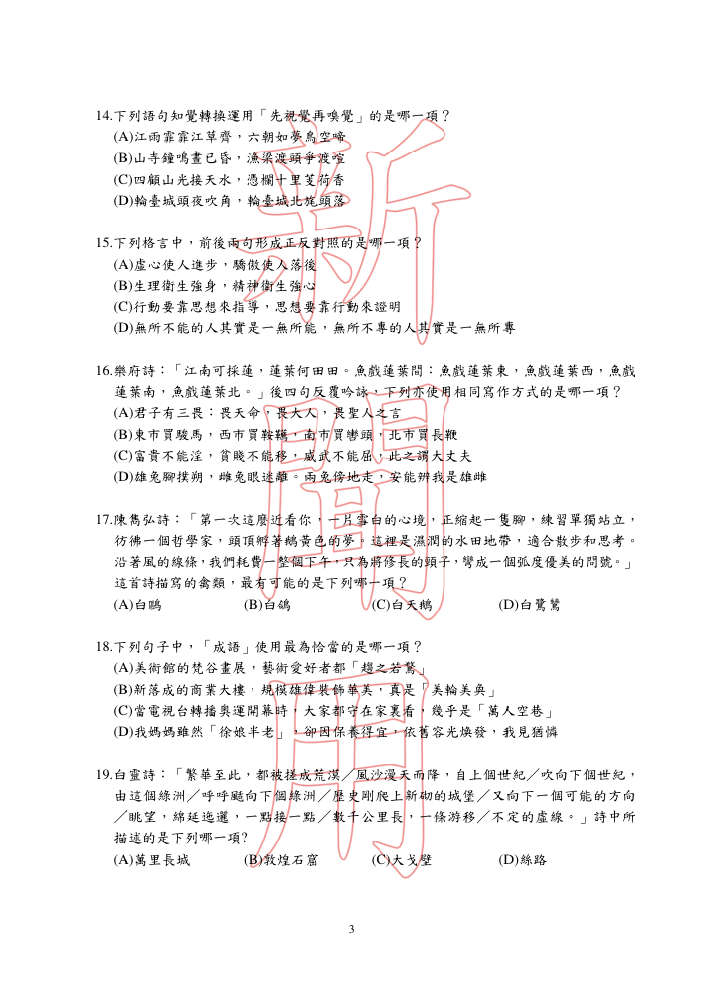 14.下列語句知覺轉換運用「先視覺再嗅覺」的是哪一項？
(A)江雨霏霏江草齊，六朝如夢鳥空啼
(B)山寺鐘鳴晝已昏，漁梁渡頭爭渡喧
(C)四顧山光接天水，憑欄十里芰荷香
(D)輪臺城頭夜吹角，輪臺城北旄頭落
15.下列格言中，前後兩句形成正反對照的是哪一項？
(A)虛心使人進步，驕傲使人落後
(B)生理衛生強身，精神衛生強心
(C)行動要靠思想來指導，思想要靠行動來證明
(D)無所不能的人其實是一無所能，無所不專的人其實是一無所專
16.樂府詩：「江南可採蓮，蓮葉何田田。魚戲蓮葉間：魚戲蓮葉東，魚戲蓮葉西，魚戲
蓮葉南，魚戲蓮葉北。」後四句反覆吟詠，下列亦使用相同寫作方式的是哪一項？
(A)君子有三畏：畏天命，畏大人，畏聖人之言
(B)東市買駿馬，西市買鞍韉，南市買轡頭，北市買長鞭
(C)富貴不能淫，貧賤不能移，威武不能屈，此之謂大丈夫
(D)雄兔腳撲朔，雌兔眼迷離。兩兔傍地走，安能辨我是雄雌
17.陳雋弘詩：「第一次這麼近看你，一片雪白的心境，正縮起一隻腳，練習單獨站立，
彷彿一個哲學家，頭頂孵著鵝黃色的夢。這裡是濕潤的水田地帶，適合散步和思考。
沿著風的線條，我們耗費一整個下午，只為將修長的頸子，彎成一個弧度優美的問號。」
這首詩描寫的禽類，最有可能的是下列哪一項？
(A)白鷗 (B)白鴿 (C)白天鵝 (D)白鷺鷥
18.下列句子中，「成語」使用最為恰當的是哪一項？
(A)美術館的梵谷畫展，藝術愛好者都「趨之若鶩」
(B)新落成的商業大樓，規模雄偉裝飾華美，真是「美輪美奐」
(C)當電視台轉播奧運開幕時，大家都守在家裏看，幾乎是「萬人空巷」
(D)我媽媽雖然「徐娘半老」，卻因保養得宜，依舊容光煥發，我見猶憐
19.白靈詩：「繁華至此，都被搓成荒漠／風沙漫天而降，自上個世紀／吹向下個世紀，
由這個綠洲／呼呼颳向下個綠洲／歷史剛爬上新砌的城堡／又向下一個可能的方向
／眺望，綿延迤邐，一點接一點／數千公里長，一條游移／不定的虛線。」詩中所
描述的是下列哪一項?
(A)萬里長城 (B)敦煌石窟 (C)大戈壁 (D)絲路
新聞用
3